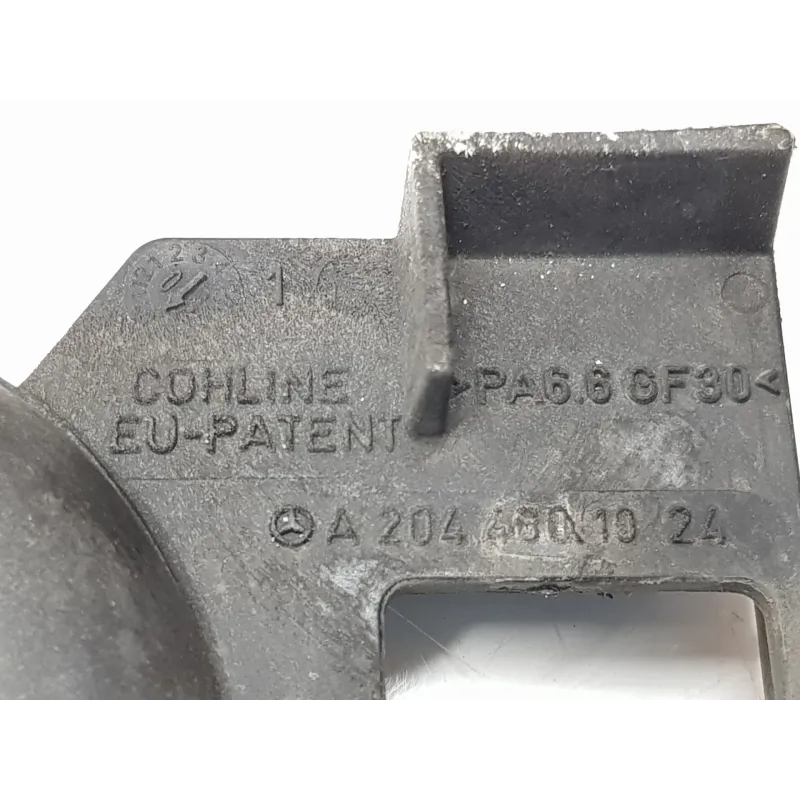 1
COHLINE
EU-PATENT
>PA6.6 GF30<
A 204 460 10 24